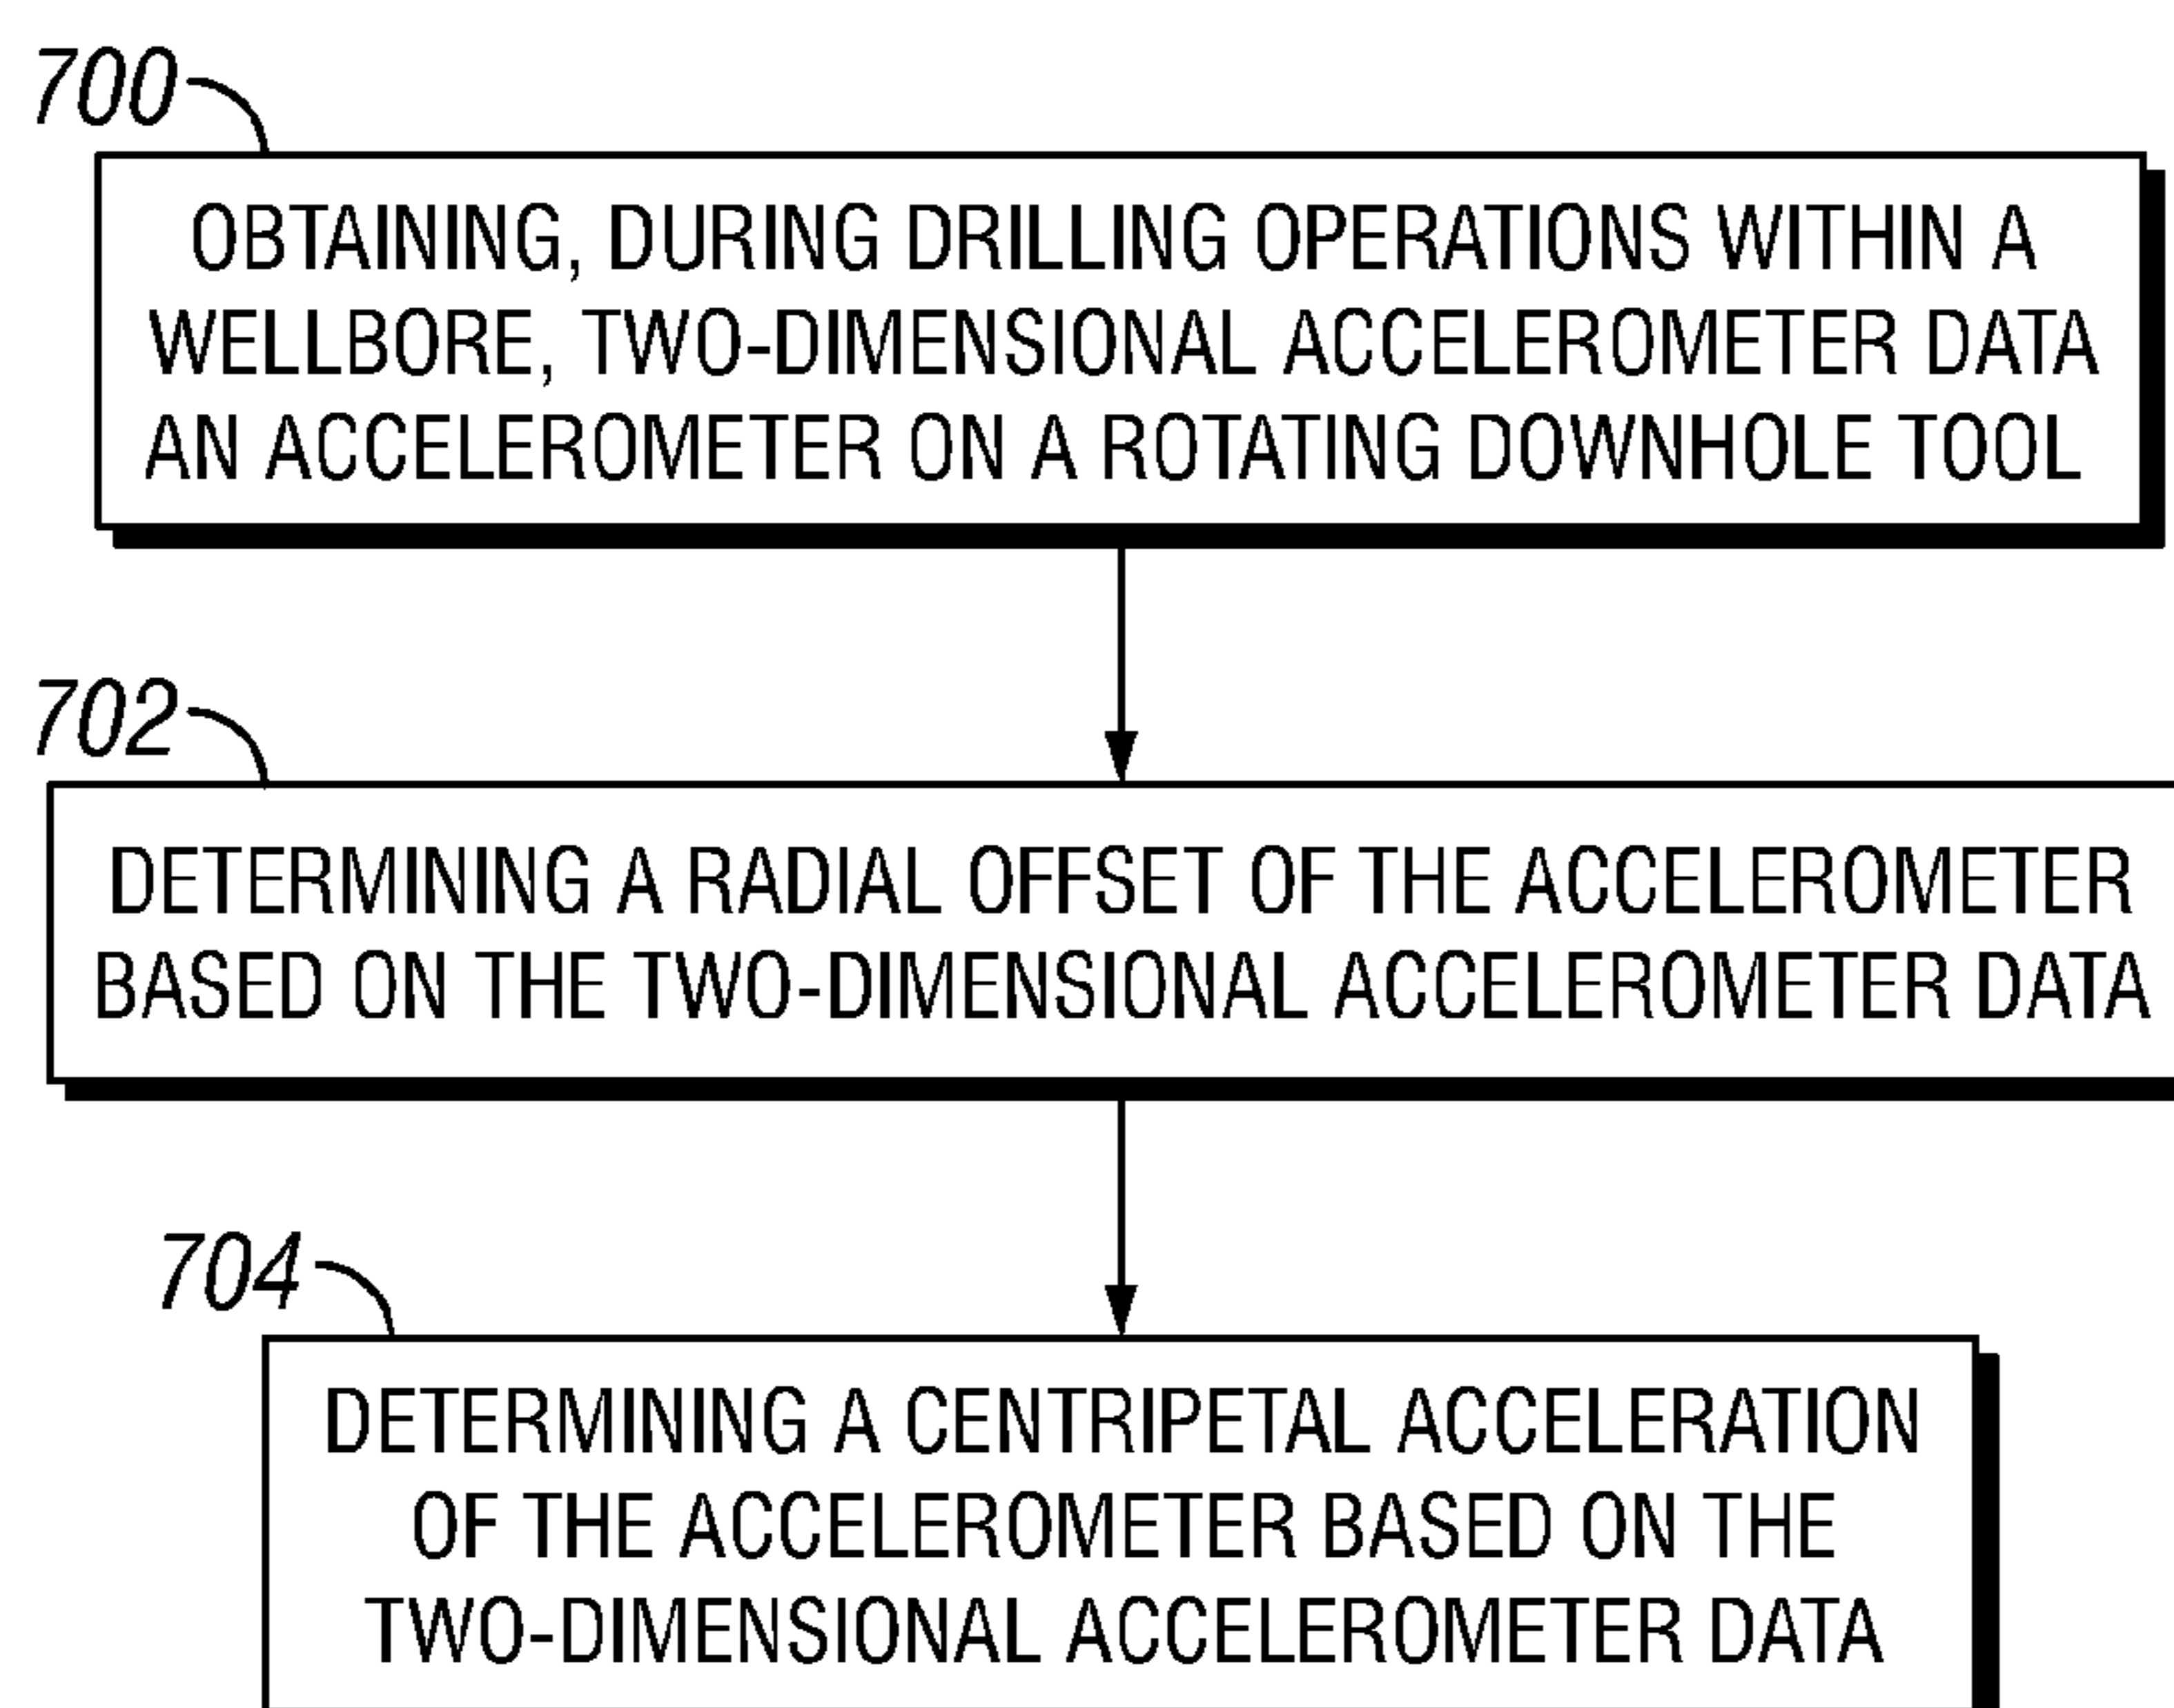 700
OBTAINING, DURING DRILLING OPERATIONS WITHIN A
WELLBORE, TWO-DIMENSIONAL ACCELEROMETER DATA
AN ACCELEROMETER ON A ROTATING DOWNHOLE TOOL
702
DETERMINING A RADIAL OFFSET OF THE ACCELEROMETER
BASED ON THE TWO-DIMENSIONAL ACCELEROMETER DATA
704
DETERMINING A CENTRIPETAL ACCELERATION
OF THE ACCELEROMETER BASED ON THE
TWO-DIMENSIONAL ACCELEROMETER DATA